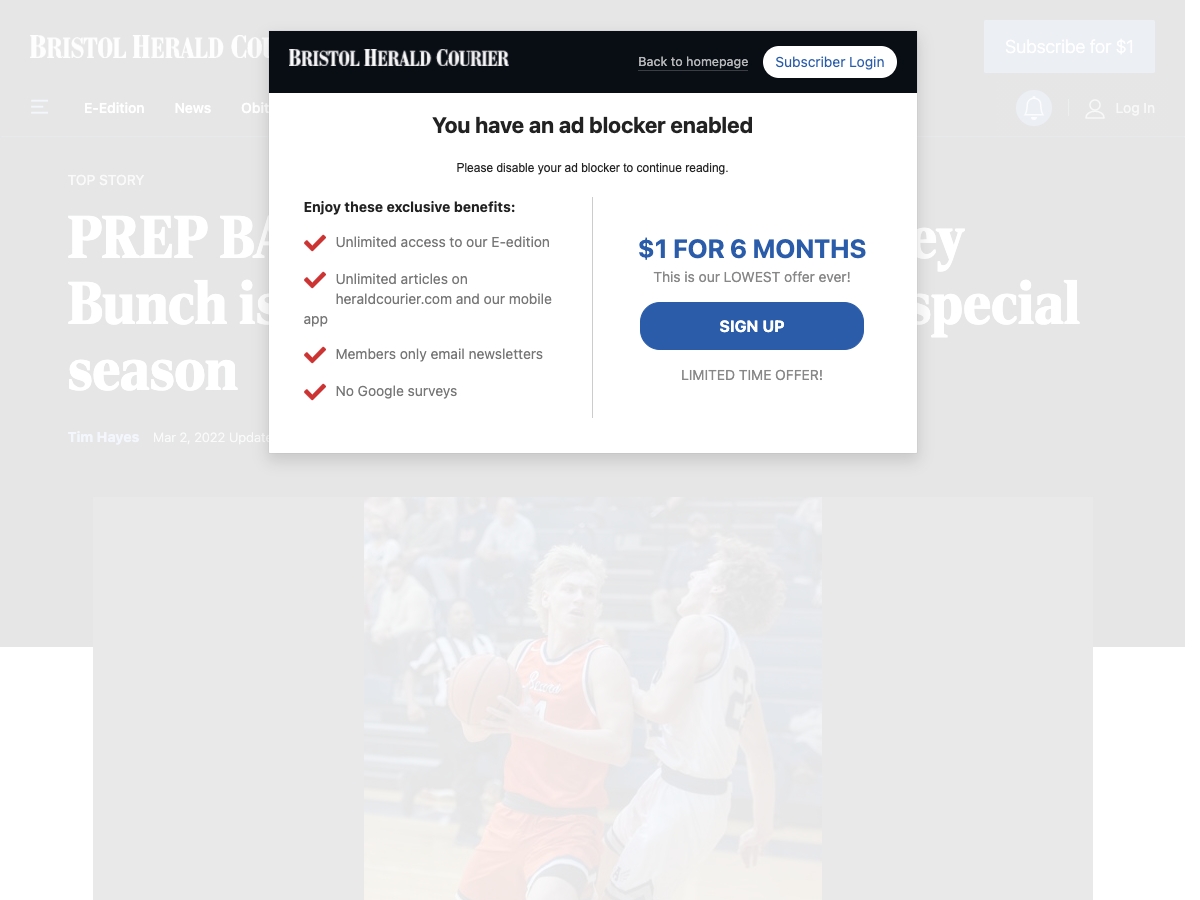 BRISTOL HERALD COU
Subscribe for $1
E-Edition
News
Obit
Log In
BRISTOL HERALD COURIER
Back to homepage
Subscriber Login
You have an ad blocker enabled
Please disable your ad blocker to continue reading.
Enjoy these exclusive benefits:
Unlimited access to our E-edition
Unlimited articles on
heraldcourier.com and our mobile
app
Members only email newsletters
No Google surveys
$1 FOR 6 MONTHS
This is our LOWEST offer ever!
SIGN UP
LIMITED TIME OFFER!
TOP STORY
PREP BA ey
Bunch is special
season
Tim Hayes
Mar 2, 2022 Update